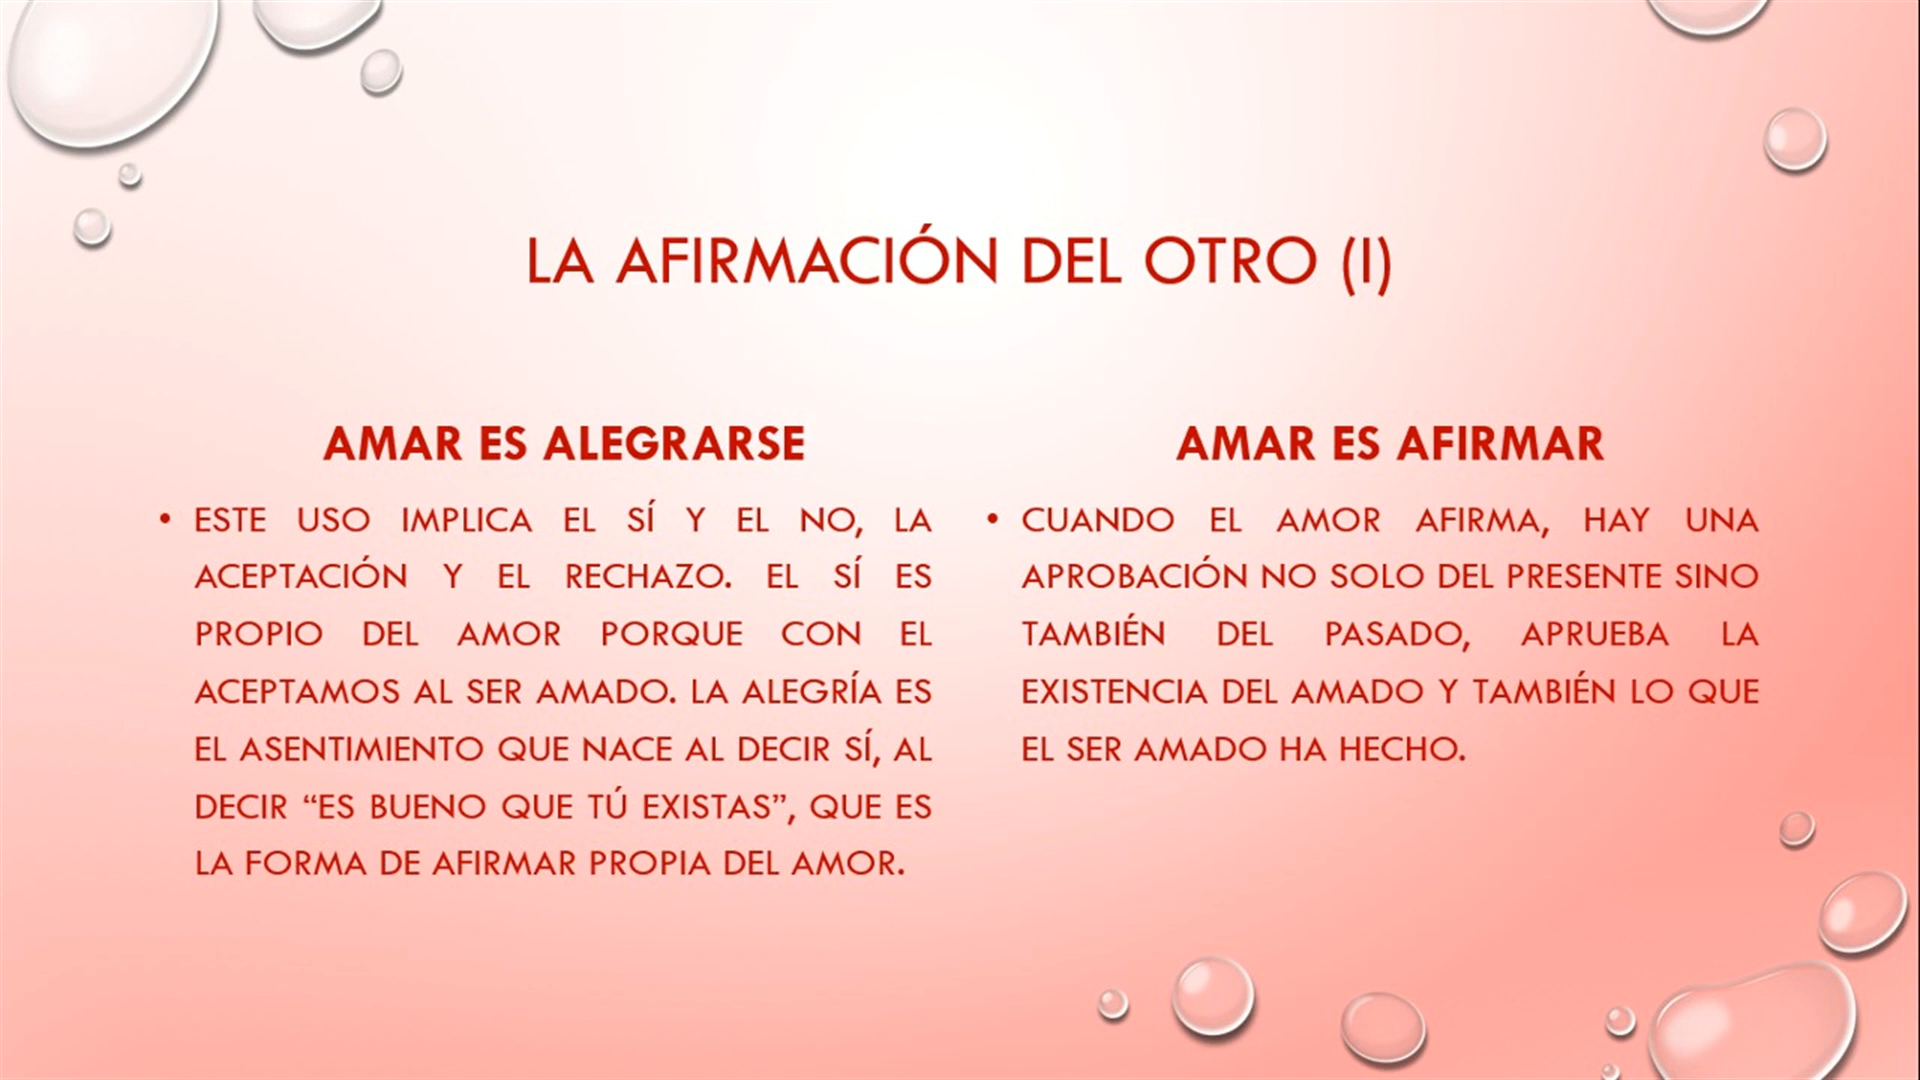 LA AFIRMACIÓN DEL OTRO (I)
AMAR ES ALEGRARSE
• ESTE USO IMPLICA EL SÍ Y EL NO, LA
ACEPTACIÓN Y EL RECHAZO. EL SÍ ES
PROPIO DEL AMOR PORQUE CON EL
ACEPTAMOS AL SER AMADO. LA ALEGRÍA ES
EL ASENTIMIENTO QUE NACE AL DECIR SÍ, AL
DECIR “ES BUENO QUE TÚ EXISTAS”, QUE ES
LA FORMA DE AFIRMAR PROPIA DEL AMOR.
AMAR ES AFIRMAR
• CUANDO EL AMOR AFIRMA, HAY UNA
APROBACIÓN NO SOLO DEL PRESENTE SINO
TAMBIÉN DEL PASADO, APRUEBA LA
EXISTENCIA DEL AMADO Y TAMBIÉN LO QUE
EL SER AMADO HA HECHO.